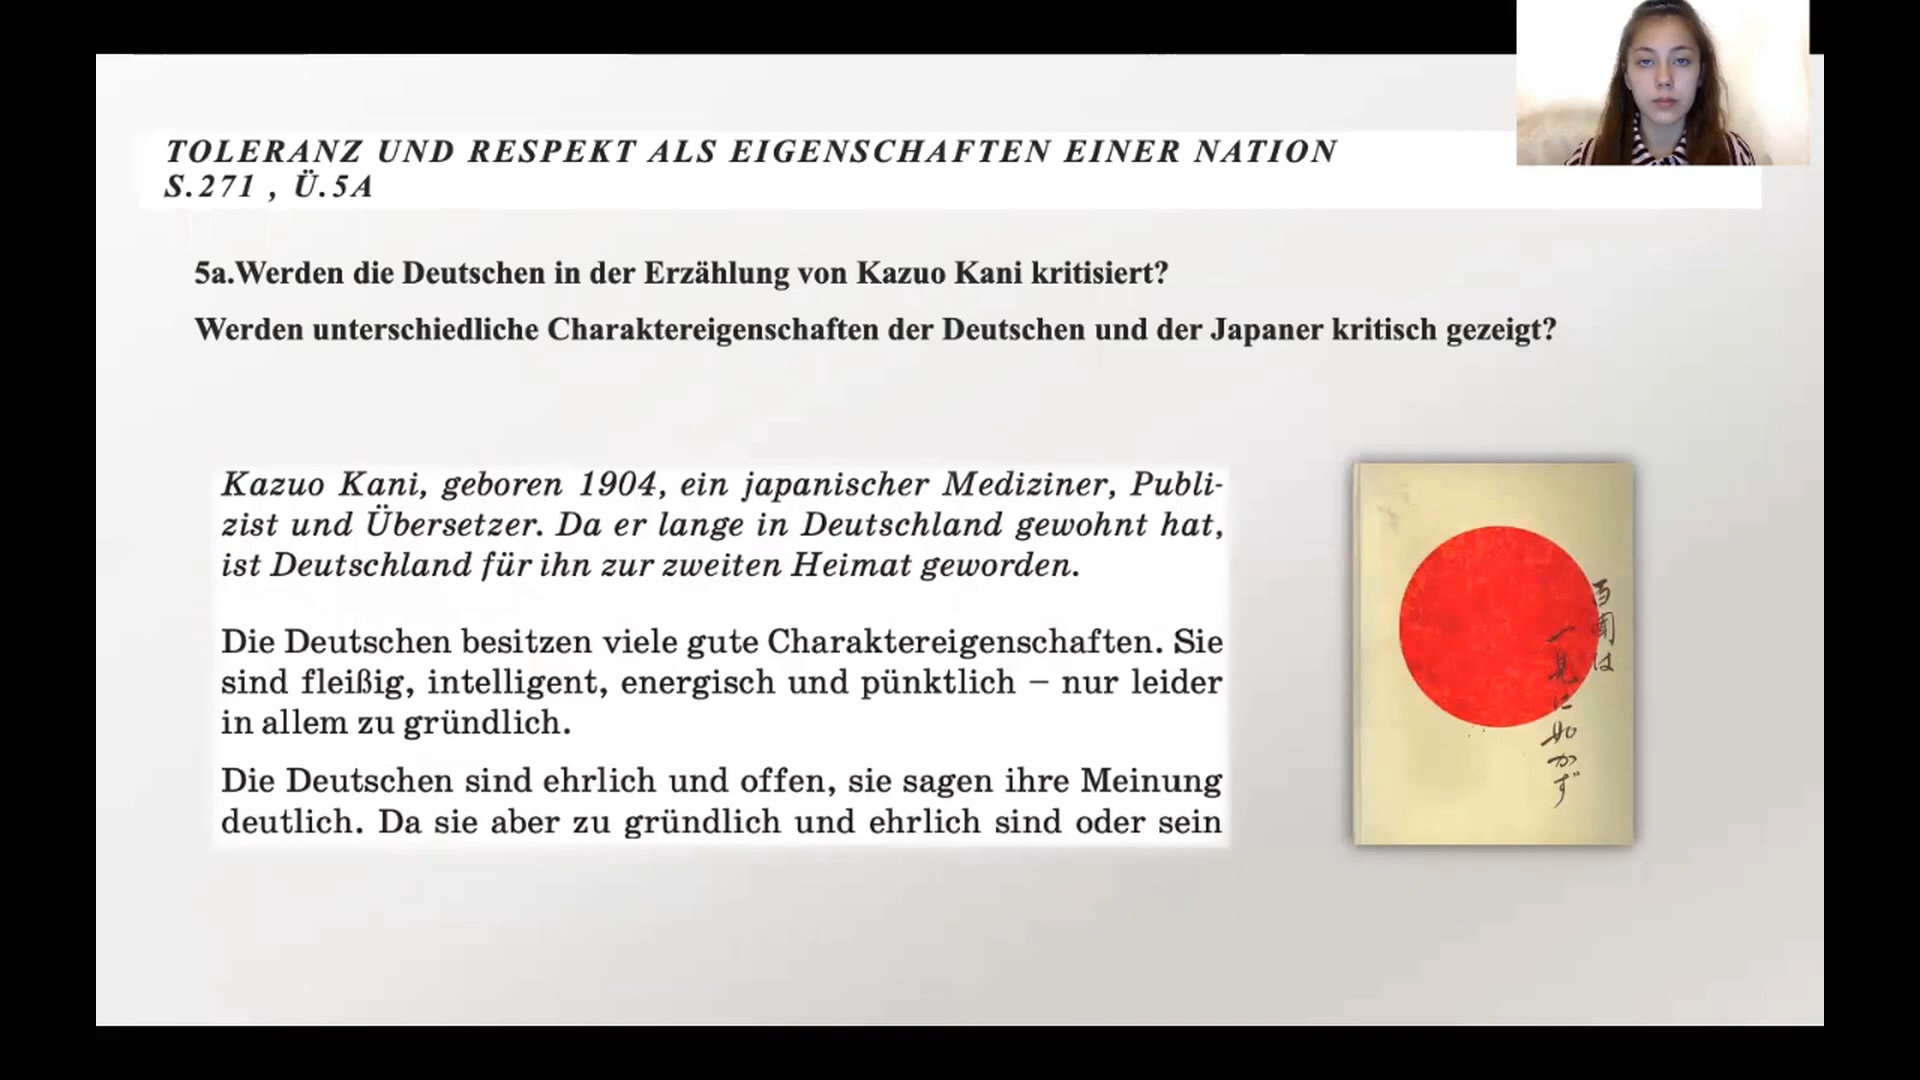 TOLERANZ UND RESPEKT ALS EIGENSCHAFTEN EINER NATION
S.271 , Ü.5A
5a.Werden die Deutschen in der Erzählung von Kazuo Kani kritisiert?
Werden unterschiedliche Charaktereigenschaften der Deutschen und der Japaner kritisch gezeigt?
Kazuo Kani, geboren 1904, ein japanischer Mediziner, Publi-
zist und Übersetzer. Da er lange in Deutschland gewohnt hat,
ist Deutschland für ihn zur zweiten Heimat geworden.
Die Deutschen besitzen viele gute Charaktereigenschaften. Sie
sind fleißig, intelligent, energisch und pünktlich – nur leider
in allem zu gründlich.
Die Deutschen sind ehrlich und offen, sie sagen ihre Meinung
deutlich. Da sie aber zu gründlich und ehrlich sind oder sein
百聞は
一見に如かず